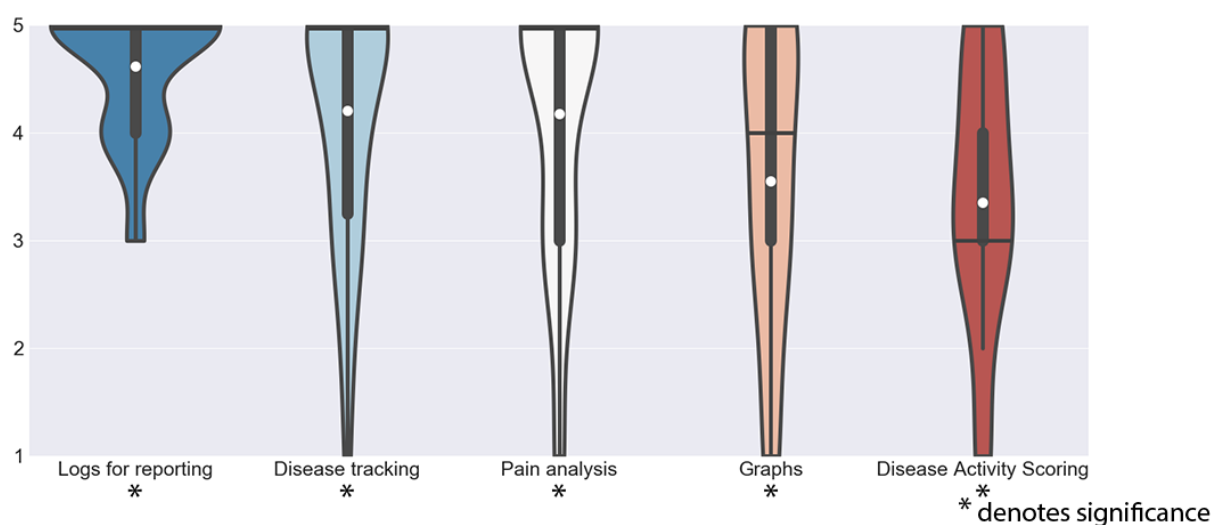 5
4
3
2
1
Logs for reporting Disease tracking Pain analysis Graphs Disease Activity Scoring
* * * * *
* denotes significance